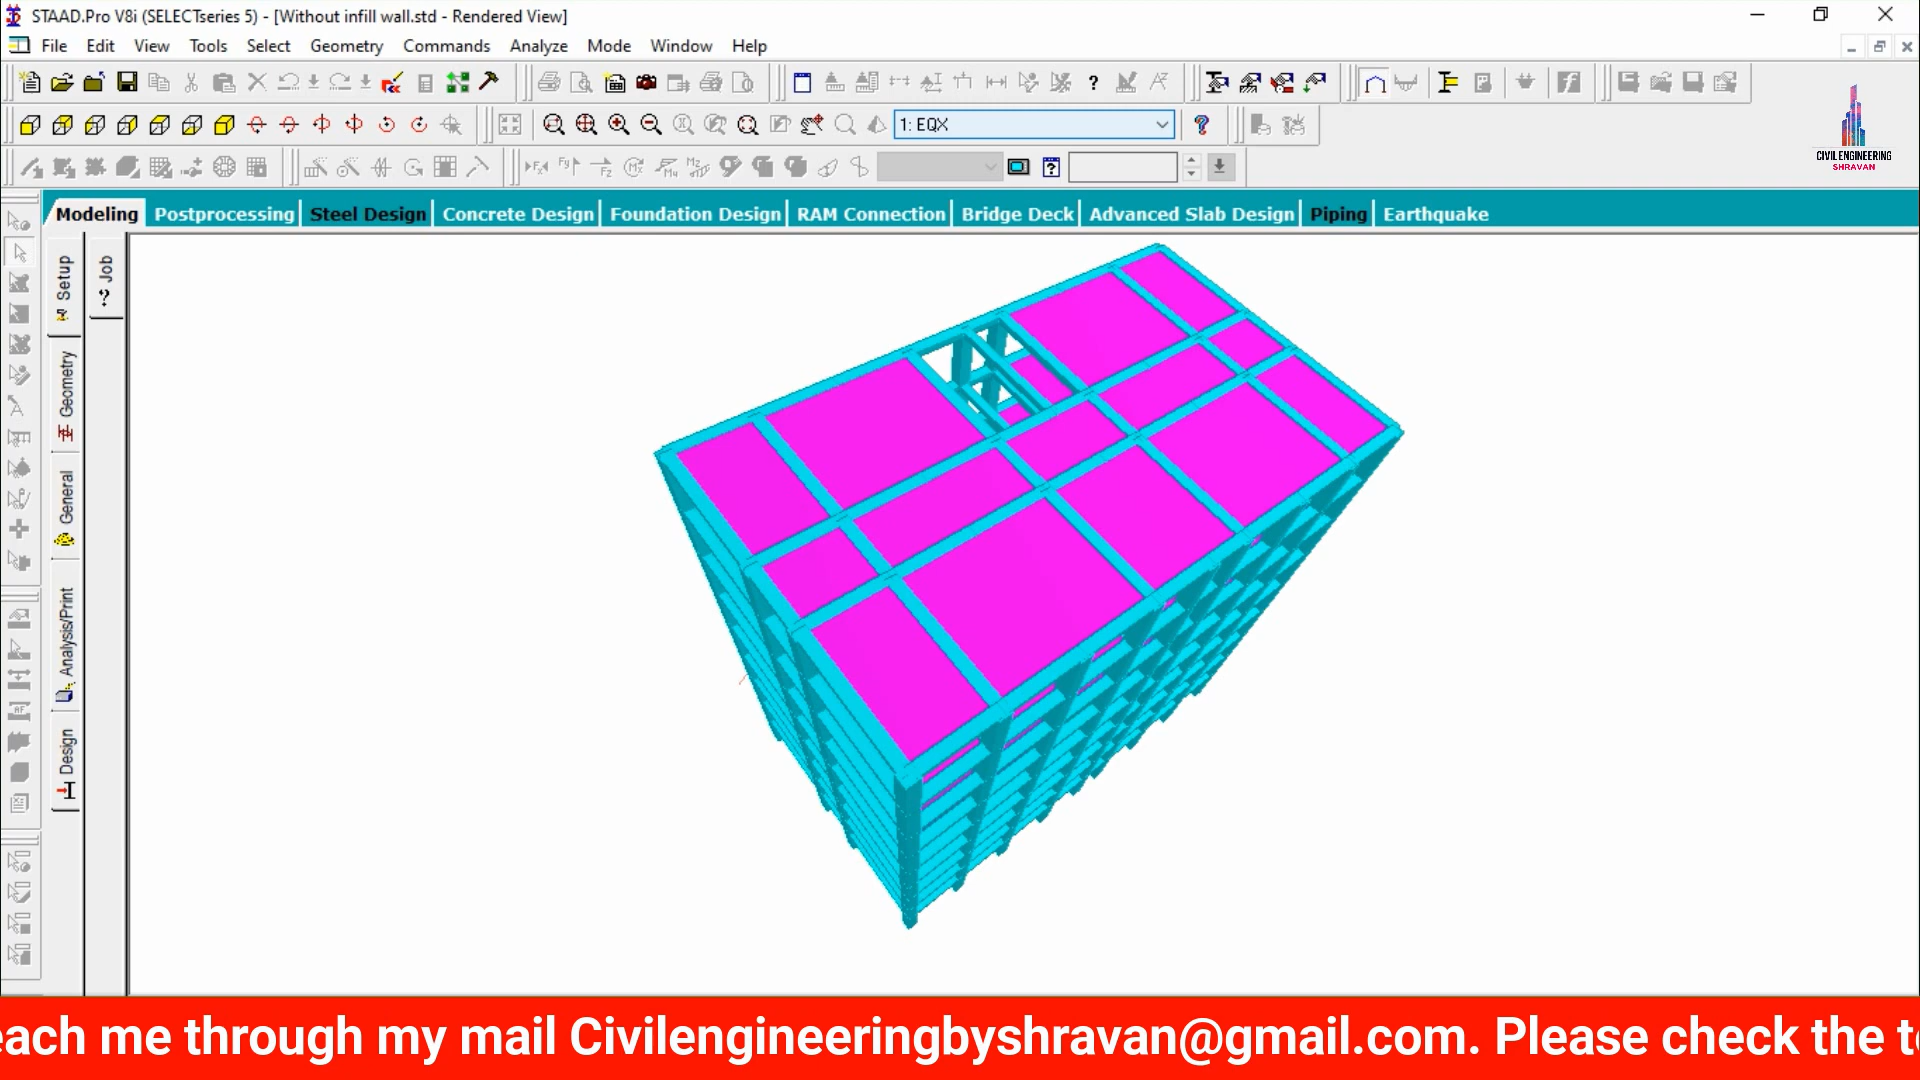 STAAD.Pro V8i (SELECTseries 5) - [Without infill wall.std - Rendered View]
File Edit View Tools Select Geometry Commands Analyze Mode Window Help
1: EQX
CIVIL ENGINEERING
SHRAVAN
Modeling Postprocessing Steel Design Concrete Design Foundation Design RAM Connection Bridge Deck Advanced Slab Design Piping Earthquake
Setup
Job
Geometry
General
Analysis/Print
Design
each me through my mail Civilengineeringbyshravan@gmail.com. Please check the t